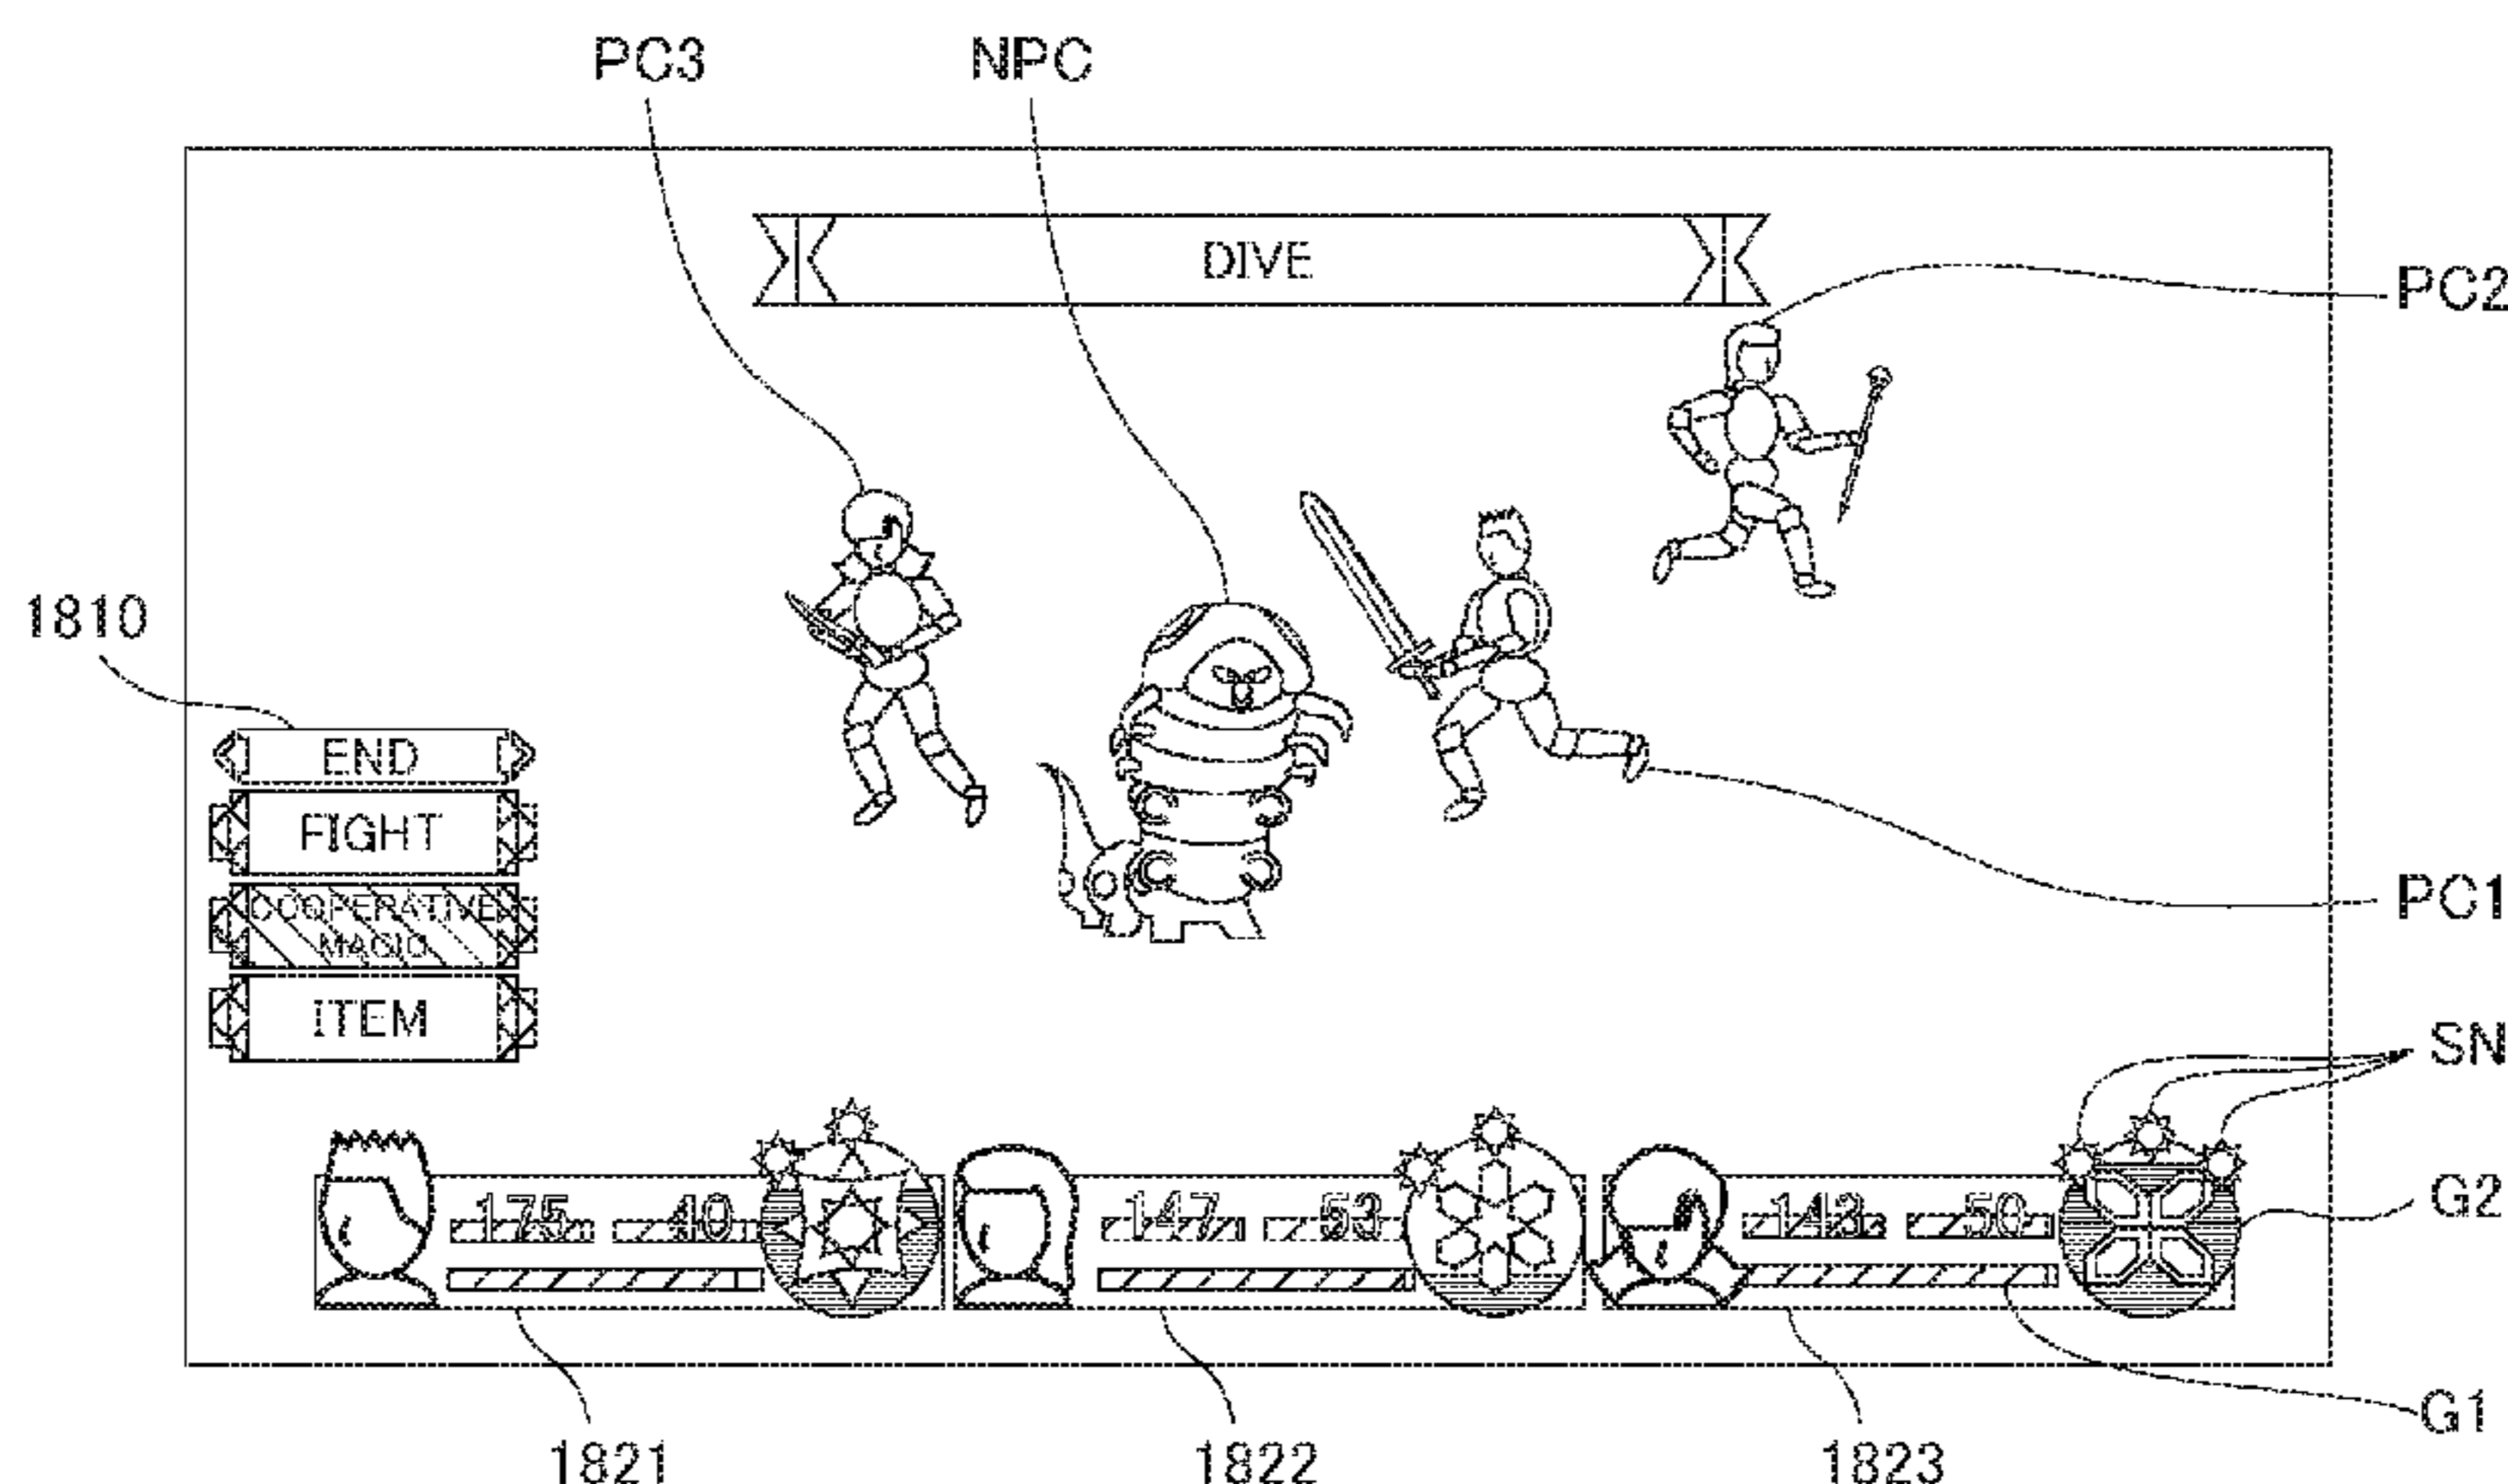 PC3
NPC
DIVE
PC2
1810
END
FIGHT
COOPERATIVE
MAGIC
ITEM
PC1
SN
175 40
147 53
143 50
G2
G1
1821
1822
1823